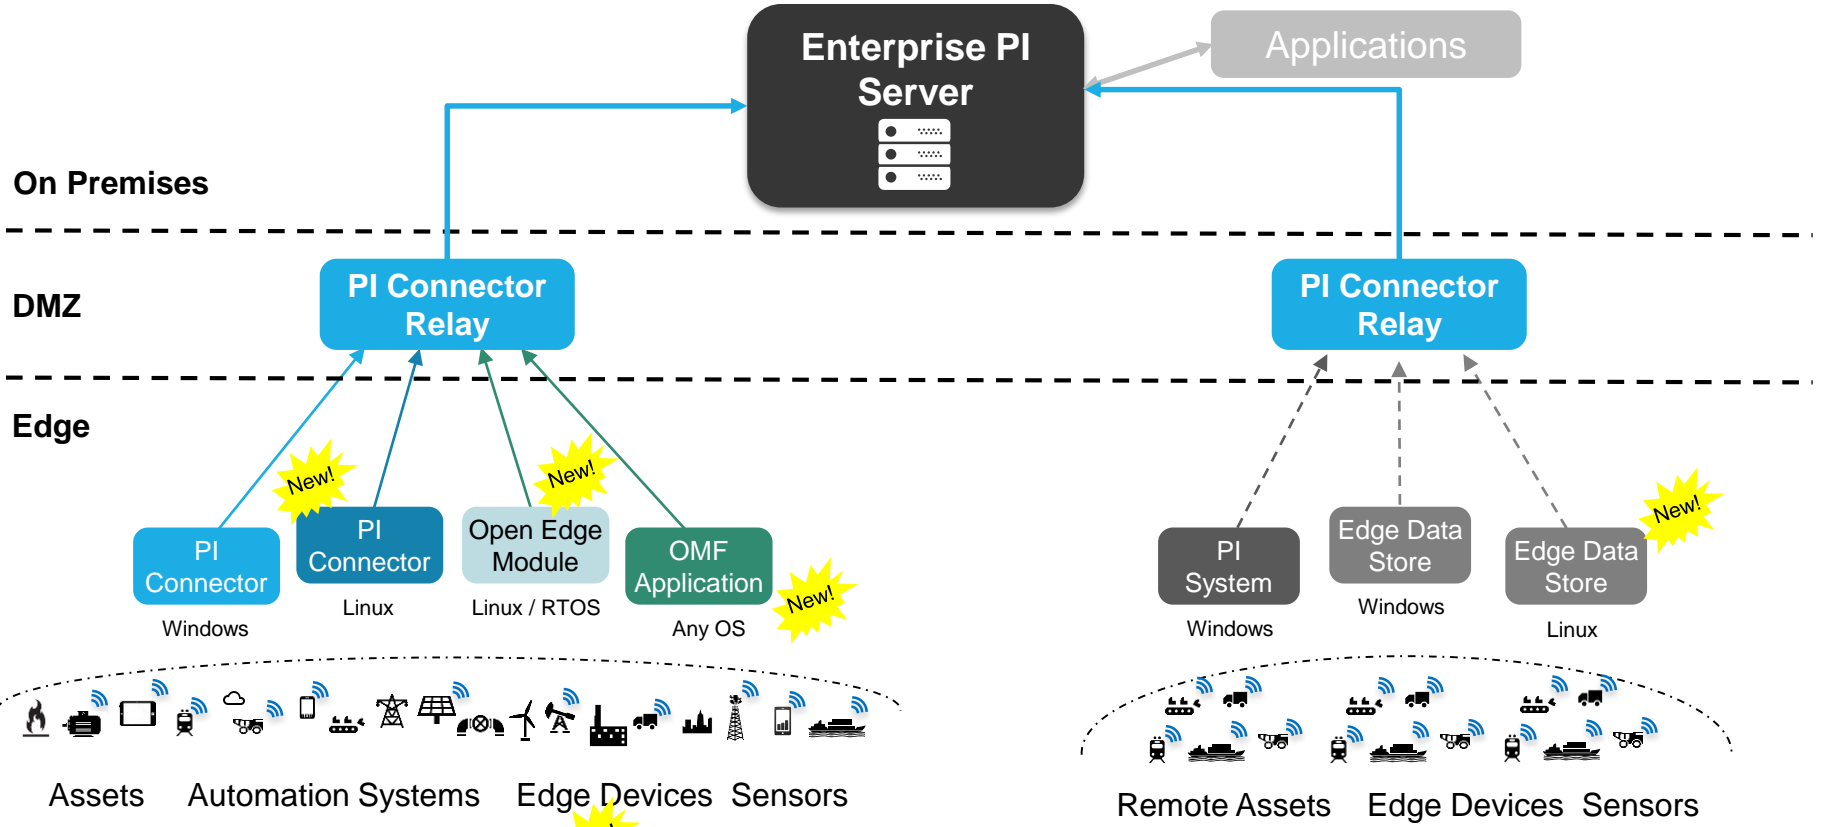 Enterprise PI
Server
Applications
On Premises
DMZ
PI Connector
Relay
PI Connector
Relay
Edge
New!
New!
New!
PI
Connector
Windows
PI
Connector
Linux
Open Edge
Module
Linux / RTOS
OMF
Application
Any OS
New!
PI
System
Windows
Edge Data
Store
Windows
Edge Data
Store
Linux
Assets
Automation Systems
Edge Devices
Sensors
Remote Assets
Edge Devices
Sensors